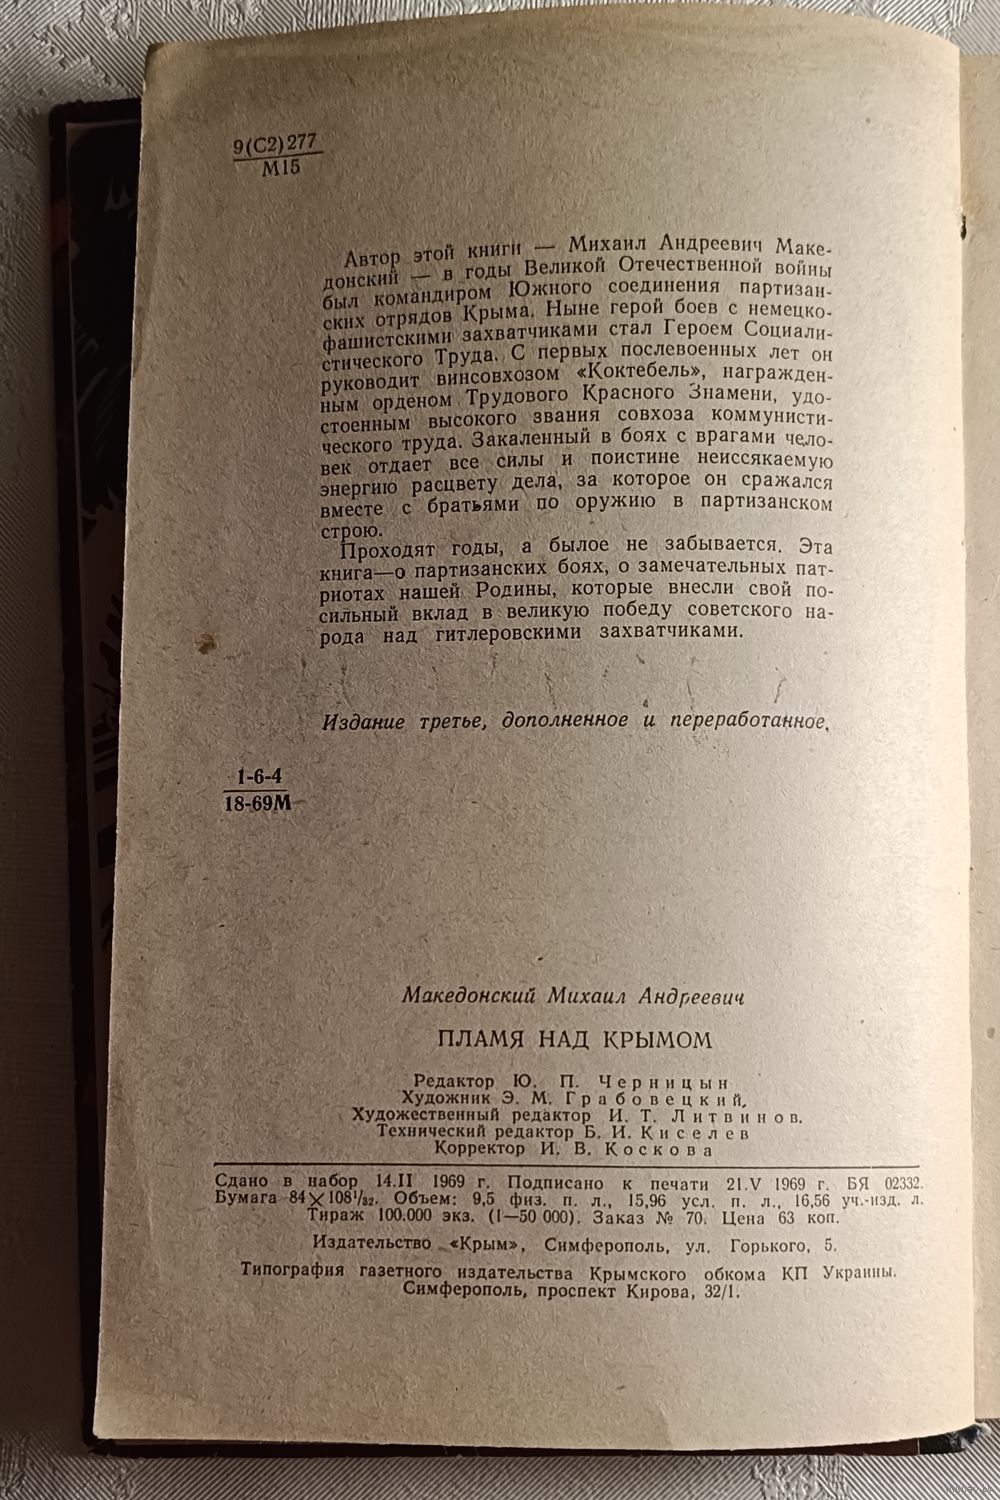 9(С2)277
М15
Автор этой книги — Михаил Андреевич Маке-
донский — в годы Великой Отечественной войны
был командиром Южного соединения партизан-
ских отрядов Крыма. Ныне герой боев с немецко-
фашистскими захватчиками стал Героем Социали-
стического Труда. С первых послевоенных лет он
руководит винсовхозом «Коктебель», награжден-
ным орденом Трудового Красного Знамени, удо-
стоенным высокого звания совхоза коммунисти-
ческого труда. Закаленный в боях с врагами чело-
век отдает все силы и поистине неиссякаемую
энергию расцвету дела, за которое он сражался
вместе с братьями по оружию в партизанском
строю.
Проходят годы, а былое не забывается. Эта
книга—о партизанских боях, о замечательных пат-
риотах нашей Родины, которые внесли свой по-
сильный вклад в великую победу советского на-
рода над гитлеровскими захватчиками.
Издание третье, дополненное и переработанное.
1-6-4
18-69М
Македонский Михаил Андреевич
ПЛАМЯ НАД КРЫМОМ
Редактор Ю. П. Черницын
Художник Э. М. Грабовецкий.
Художественный редактор И. Т. Литвинов.
Технический редактор Б. И. Киселев
Корректор И. В. Коскова
Сдано в набор 14.II 1969 г. Подписано к печати 21.V 1969 г. БЯ 02332.
Бумага 84×108¹/₃₂. Объем: 9,5 физ. п. л., 15,96 усл. п. л., 16,56 уч.-изд. л.
Тираж 100.000 экз. (1—50 000). Заказ № 70. Цена 63 коп.
Издательство «Крым», Симферополь, ул. Горького, 5.
Типография газетного издательства Крымского обкома КП Украины.
Симферополь, проспект Кирова, 32/1.